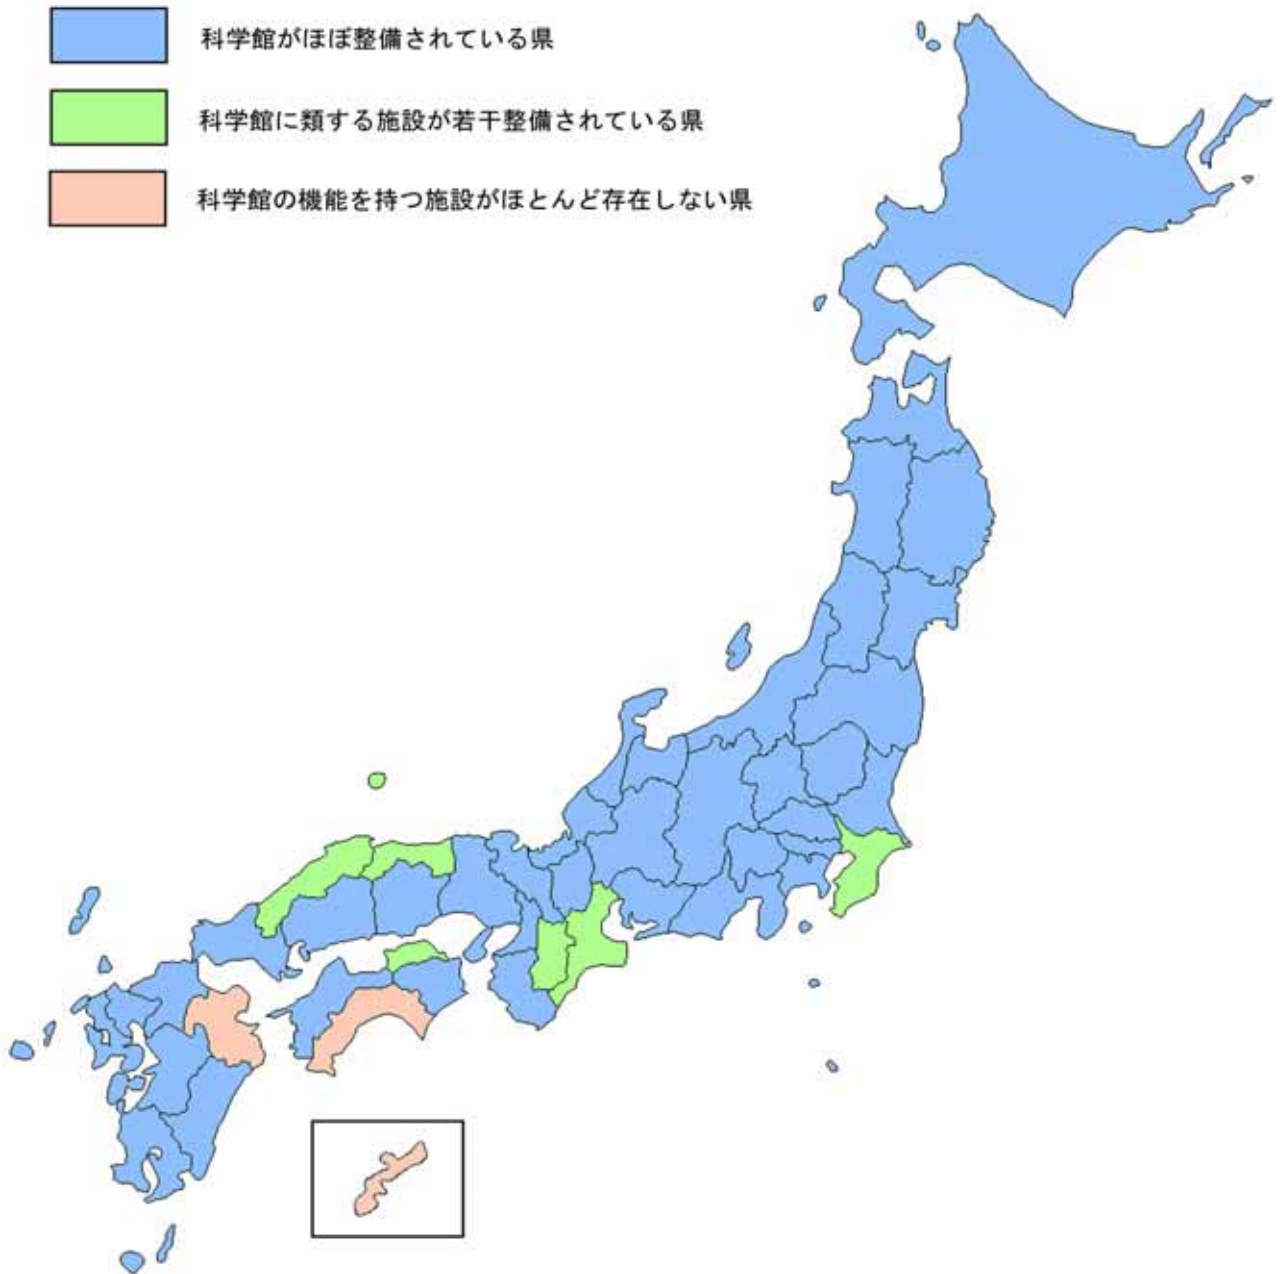 科学館がほぼ整備されている県
科学館に類する施設が若干整備されている県
科学館の機能を持つ施設がほとんど存在しない県